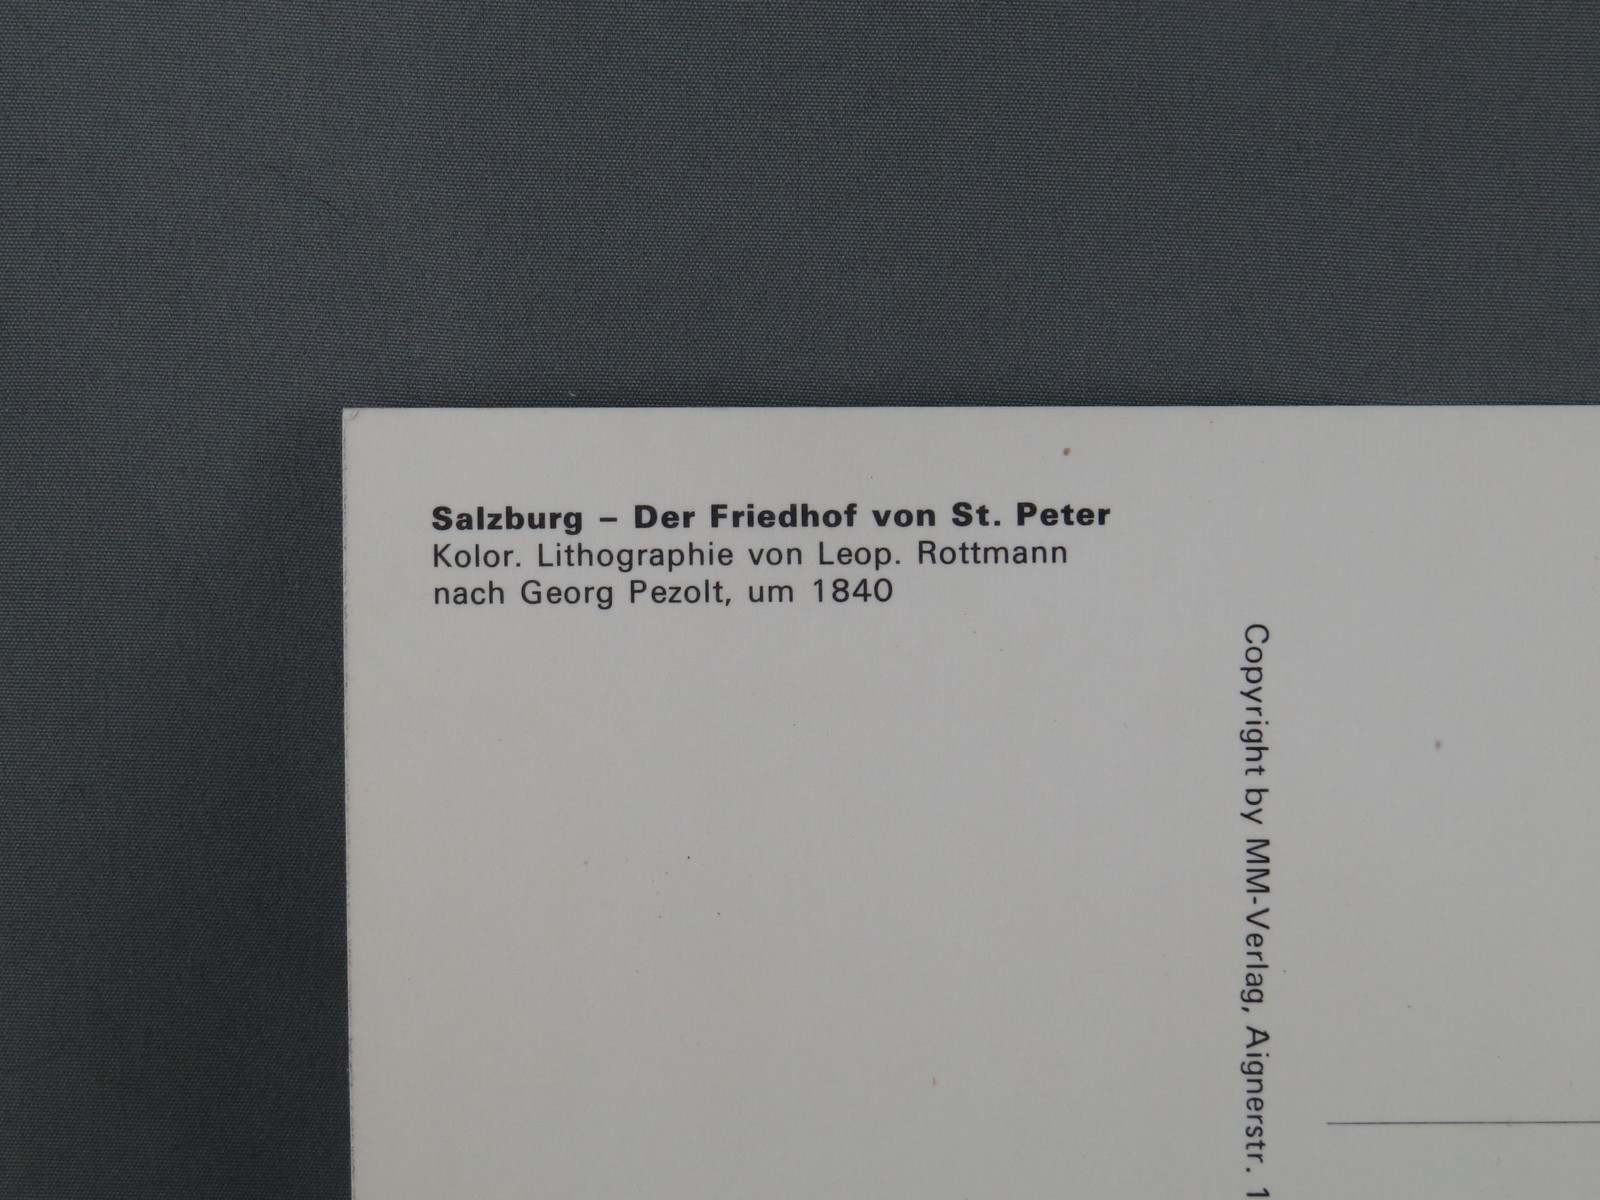 Salzburg – Der Friedhof von St. Peter
Kolor. Lithographie von Leop. Rottmann
nach Georg Pezolt, um 1840
Copyright by MM-Verlag, Aignerstr. 1